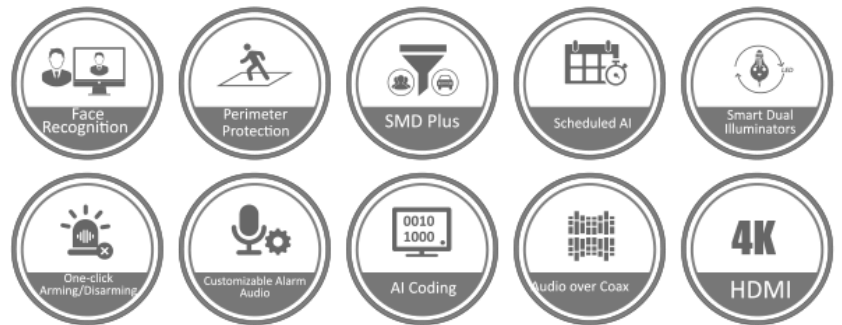 Face
Recognition
Perimeter
Protection
SMD Plus
Scheduled AI
LED
Smart Dual
Illuminators
One-click
Arming/Disarming
Customizable Alarm
Audio
0010
1000
AI Coding
Audio over Coax
4K
HDMI